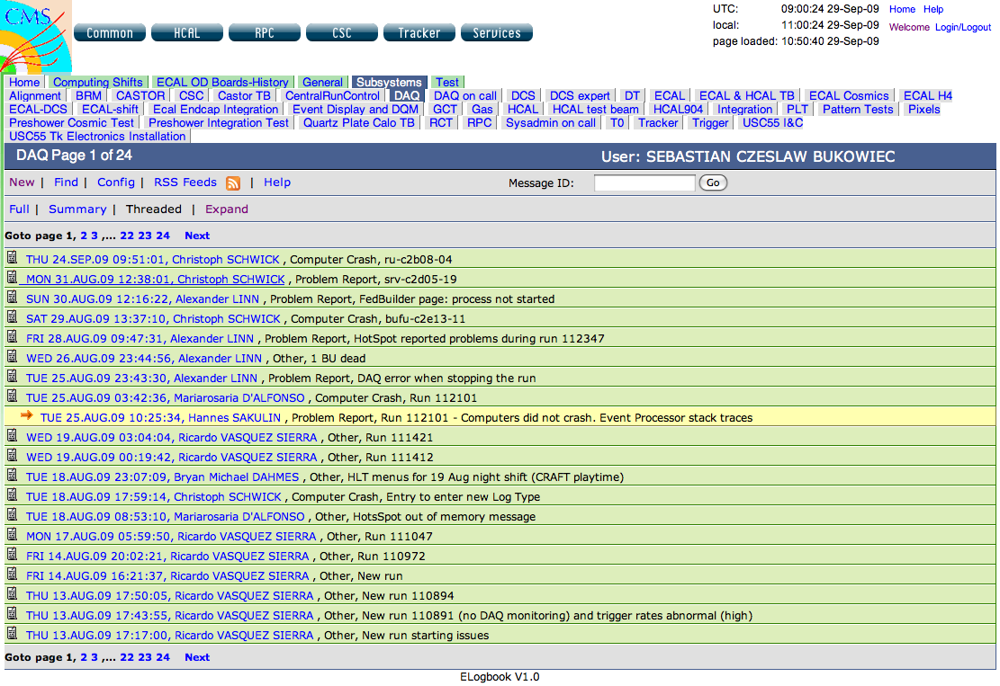 CMS
UTC: 09:00:24 29-Sep-09 Home Help
local: 11:00:24 29-Sep-09 Welcome Login/Logout
page loaded: 10:50:40 29-Sep-09
Common HCAL RPC CSC Tracker Services
Home Computing Shifts ECAL OD Boards-History General Subsystems Test
Alignment BRM CASTOR CSC Castor TB CentralRunControl DAQ DAQ on call DCS DCS expert DT ECAL ECAL & HCAL TB ECAL Cosmics ECAL H4
ECAL-DCS ECAL-shift Ecal Endcap Integration Event Display and DQM GCT Gas HCAL HCAL test beam HCAL904 Integration PLT Pattern Tests Pixels
Preshower Cosmic Test Preshower Integration Test Quartz Plate Calo TB RCT RPC Sysadmin on call T0 Tracker Trigger USC55 I&C
USC55 Tk Electronics Installation
DAQ Page 1 of 24 User: SEBASTIAN CZESLAW BUKOWIEC
New | Find | Config | RSS Feeds | Help Message ID: Go
Full | Summary | Threaded | Expand
Goto page 1, 2 3 ,... 22 23 24 Next
THU 24.SEP.09 09:51:01, Christoph SCHWICK , Computer Crash, ru-c2b08-04
MON 31.AUG.09 12:38:01, Christoph SCHWICK , Problem Report, srv-c2d05-19
SUN 30.AUG.09 12:16:22, Alexander LINN , Problem Report, FedBuilder page: process not started
SAT 29.AUG.09 13:37:10, Christoph SCHWICK , Computer Crash, bufu-c2e13-11
FRI 28.AUG.09 09:47:31, Alexander LINN , Problem Report, HotSpot reported problems during run 112347
WED 26.AUG.09 23:44:56, Alexander LINN , Other, 1 BU dead
TUE 25.AUG.09 23:43:30, Alexander LINN , Problem Report, DAQ error when stopping the run
TUE 25.AUG.09 03:42:36, Mariarosaria D'ALFONSO , Computer Crash, Run 112101
TUE 25.AUG.09 10:25:34, Hannes SAKULIN , Problem Report, Run 112101 - Computers did not crash. Event Processor stack traces
WED 19.AUG.09 03:04:04, Ricardo VASQUEZ SIERRA , Other, Run 111421
WED 19.AUG.09 00:19:42, Ricardo VASQUEZ SIERRA , Other, Run 111412
TUE 18.AUG.09 23:07:09, Bryan Michael DAHMES , Other, HLT menus for 19 Aug night shift (CRAFT playtime)
TUE 18.AUG.09 17:59:14, Christoph SCHWICK , Computer Crash, Entry to enter new Log Type
TUE 18.AUG.09 08:53:10, Mariarosaria D'ALFONSO , Other, HotsSpot out of memory message
MON 17.AUG.09 05:59:50, Ricardo VASQUEZ SIERRA , Other, Run 111047
FRI 14.AUG.09 20:02:21, Ricardo VASQUEZ SIERRA , Other, Run 110972
FRI 14.AUG.09 16:21:37, Ricardo VASQUEZ SIERRA , Other, New run
THU 13.AUG.09 17:50:05, Ricardo VASQUEZ SIERRA , Other, New run 110894
THU 13.AUG.09 17:43:55, Ricardo VASQUEZ SIERRA , Other, New run 110891 (no DAQ monitoring) and trigger rates abnormal (high)
THU 13.AUG.09 17:17:00, Ricardo VASQUEZ SIERRA , Other, New run starting issues
Goto page 1, 2 3 ,... 22 23 24 Next
ELogbook V1.0